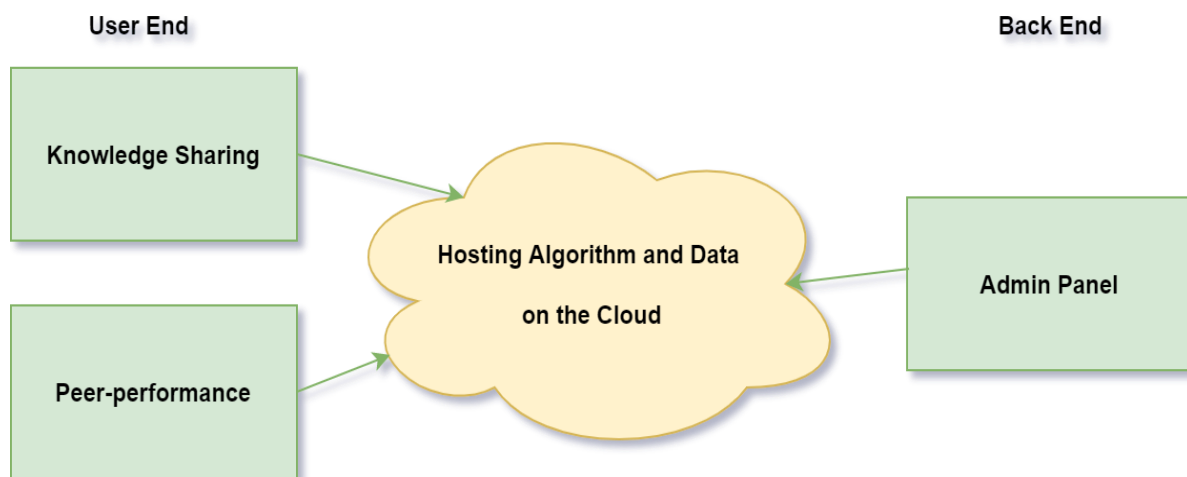 User End
Back End
Knowledge Sharing
Hosting Algorithm and Data
on the Cloud
Admin Panel
Peer-performance